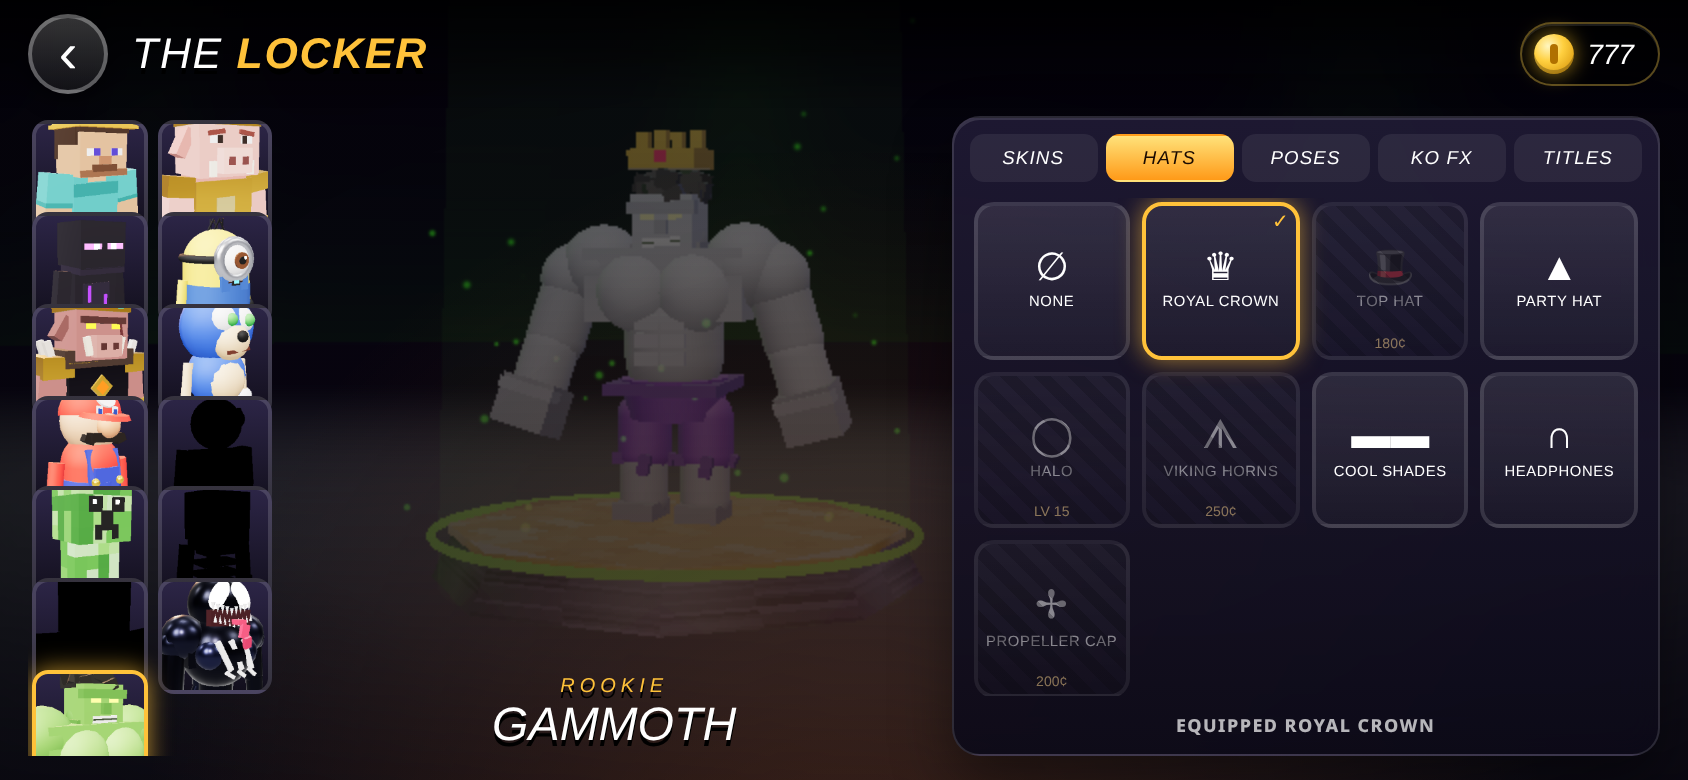 THE LOCKER
777
SKINS
HATS
POSES
KO FX
TITLES
NONE
ROYAL CROWN
TOP HAT
180¢
PARTY HAT
HALO
LV 15
VIKING HORNS
250¢
COOL SHADES
HEADPHONES
PROPELLER CAP
200¢
ROOKIE
GAMMOTH
EQUIPPED ROYAL CROWN